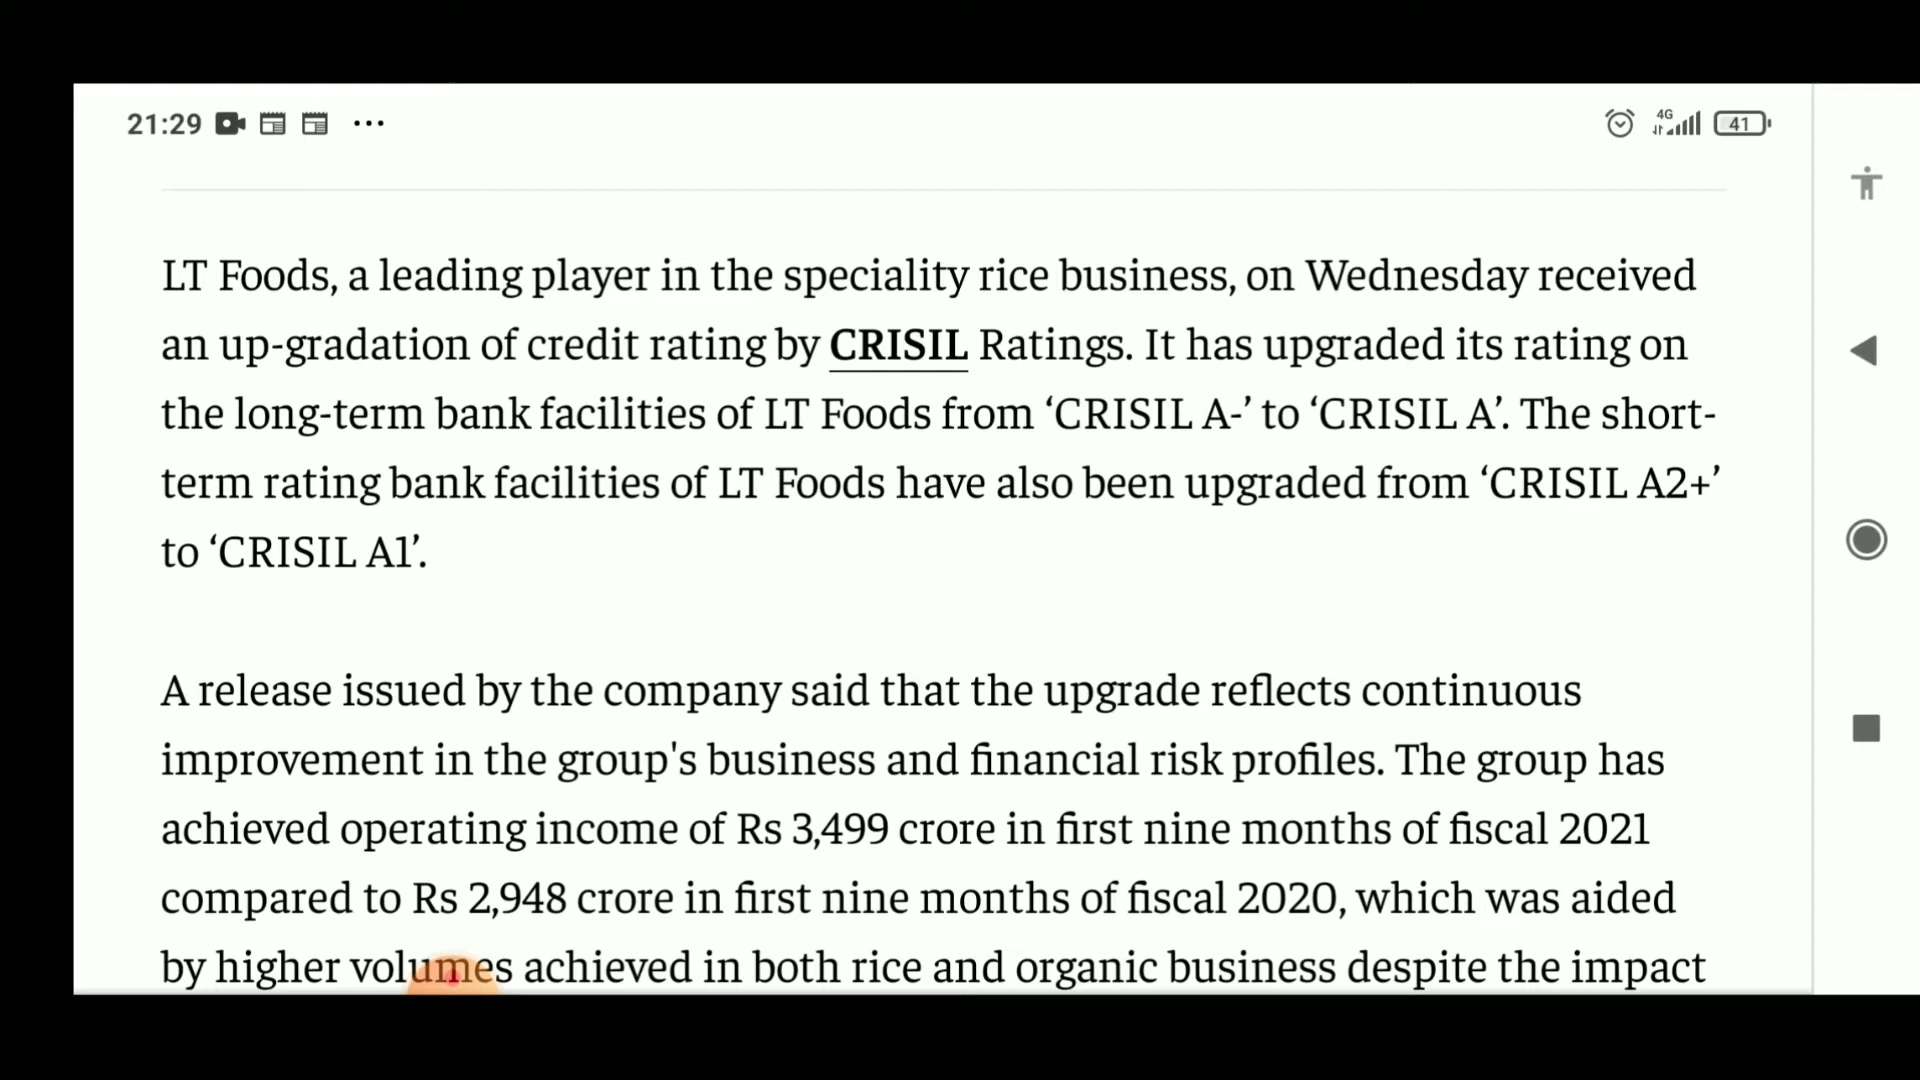 21:29
4G
41
LT Foods, a leading player in the speciality rice business, on Wednesday received
an up-gradation of credit rating by CRISIL Ratings. It has upgraded its rating on
the long-term bank facilities of LT Foods from ‘CRISIL A-’ to ‘CRISIL A’. The short-
term rating bank facilities of LT Foods have also been upgraded from ‘CRISIL A2+’
to ‘CRISIL A1’.
A release issued by the company said that the upgrade reflects continuous
improvement in the group's business and financial risk profiles. The group has
achieved operating income of Rs 3,499 crore in first nine months of fiscal 2021
compared to Rs 2,948 crore in first nine months of fiscal 2020, which was aided
by higher volumes achieved in both rice and organic business despite the impact